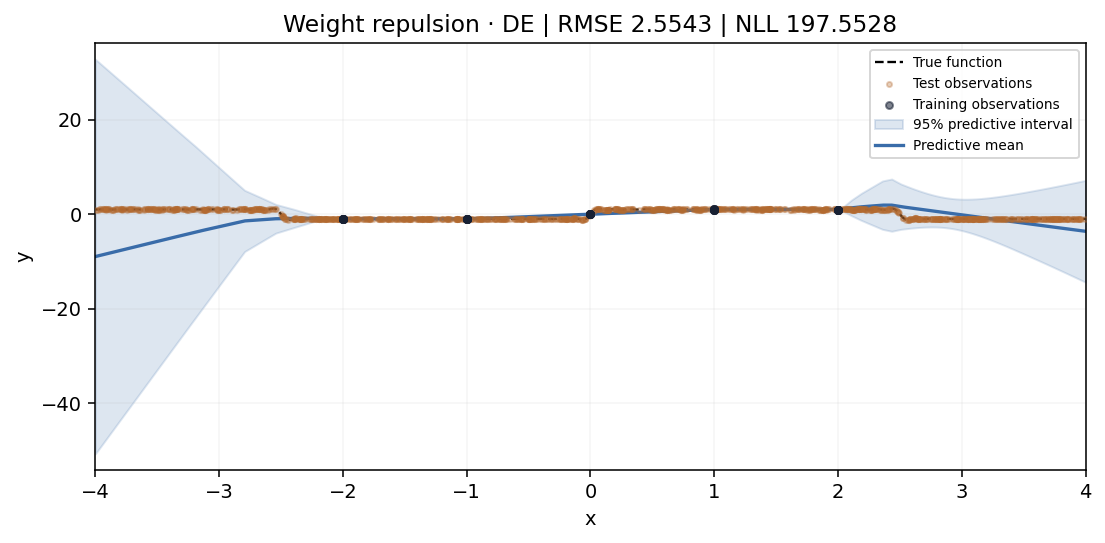 Weight repulsion · DE | RMSE 2.5543 | NLL 197.5528
True function
Test observations
Training observations
95% predictive interval
Predictive mean
20
0
−20
−40
y
−4
−3
−2
−1
0
1
2
3
4
x